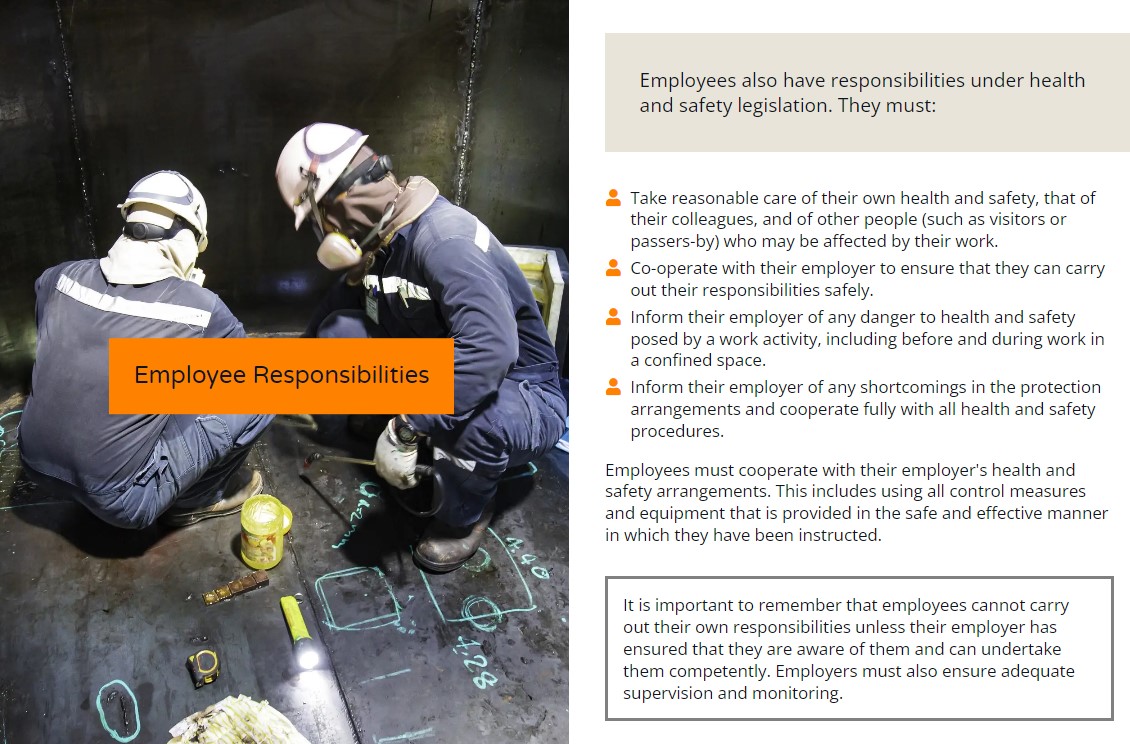 Employee Responsibilities
Employees also have responsibilities under health
and safety legislation. They must:
Take reasonable care of their own health and safety, that of
their colleagues, and of other people (such as visitors or
passers-by) who may be affected by their work.
Co-operate with their employer to ensure that they can carry
out their responsibilities safely.
Inform their employer of any danger to health and safety
posed by a work activity, including before and during work in
a confined space.
Inform their employer of any shortcomings in the protection
arrangements and cooperate fully with all health and safety
procedures.
Employees must cooperate with their employer's health and
safety arrangements. This includes using all control measures
and equipment that is provided in the safe and effective manner
in which they have been instructed.
It is important to remember that employees cannot carry
out their own responsibilities unless their employer has
ensured that they are aware of them and can undertake
them competently. Employers must also ensure adequate
supervision and monitoring.